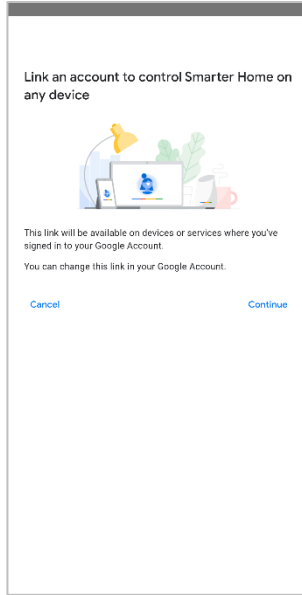 Link an account to control Smarter Home on
any device
This link will be available on devices or services where you've
signed in to your Google Account.
You can change this link in your Google Account.
Cancel
Continue